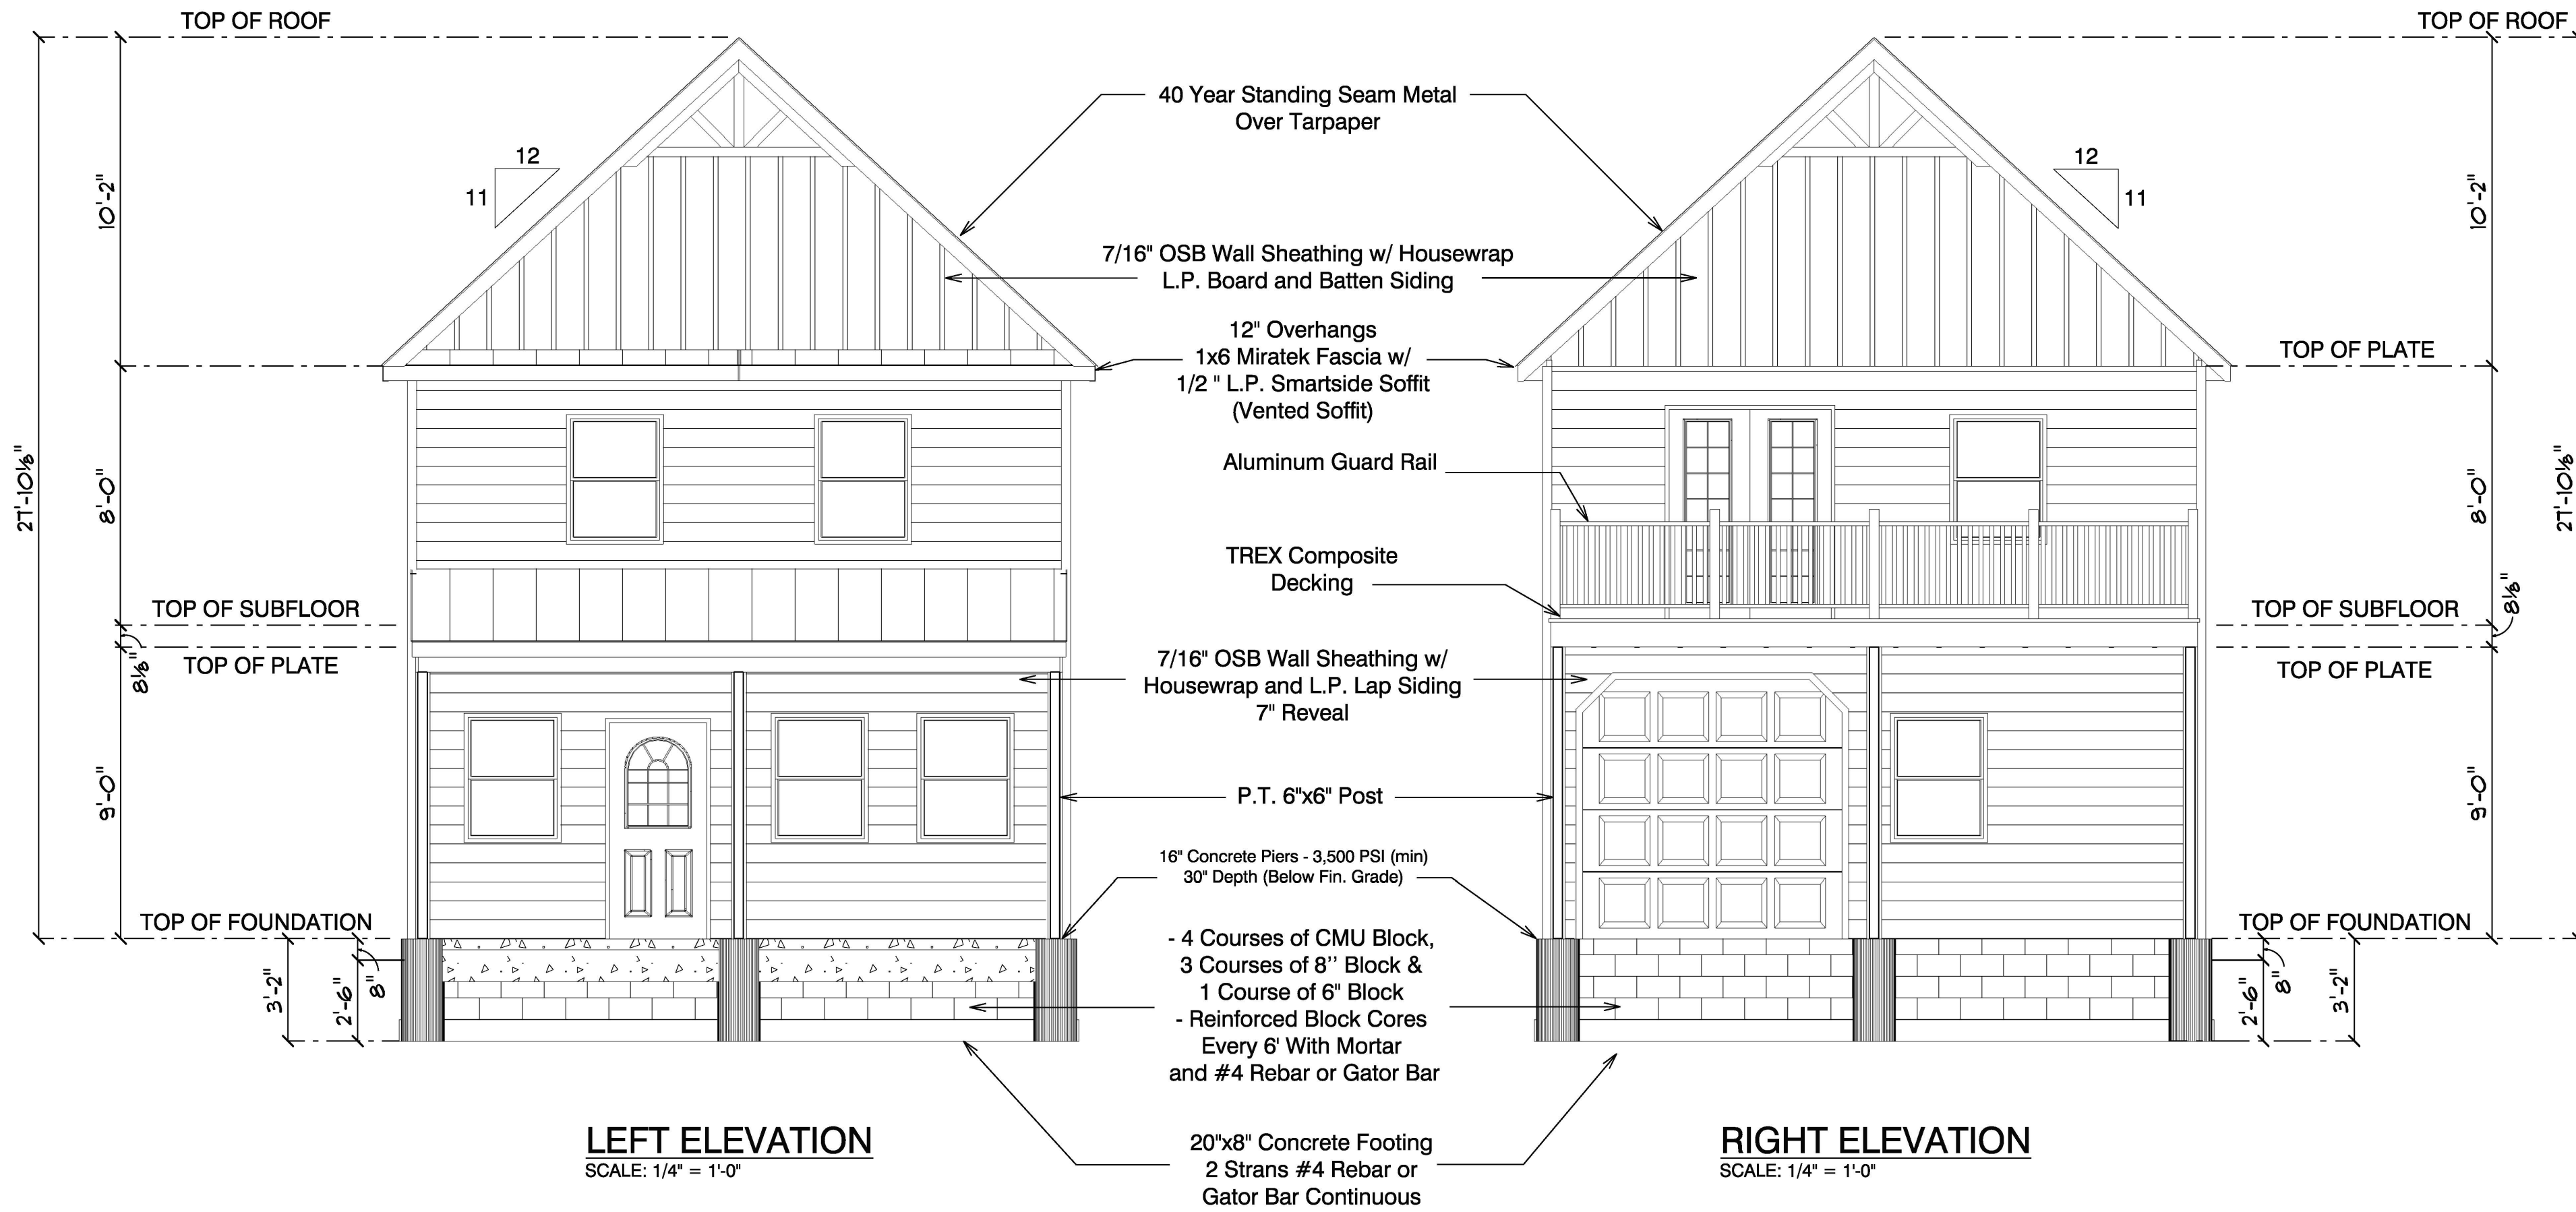 TOP OF ROOF
TOP OF ROOF
40 Year Standing Seam Metal
Over Tarpaper
12
11
12
11
10'-2"
10'-2"
7/16" OSB Wall Sheathing w/ Housewrap
L.P. Board and Batten Siding
12" Overhangs
1x6 Miratek Fascia w/
1/2 " L.P. Smartside Soffit
(Vented Soffit)
TOP OF PLATE
27'-10⅛"
8'-0"
Aluminum Guard Rail
8'-0"
27'-10⅛"
TREX Composite
Decking
TOP OF SUBFLOOR
TOP OF SUBFLOOR
8⅛"
8⅛"
TOP OF PLATE
TOP OF PLATE
7/16" OSB Wall Sheathing w/
Housewrap and L.P. Lap Siding
7" Reveal
9'-0"
9'-0"
P.T. 6"x6" Post
16" Concrete Piers - 3,500 PSI (min)
30" Depth (Below Fin. Grade)
TOP OF FOUNDATION
TOP OF FOUNDATION
- 4 Courses of CMU Block,
3 Courses of 8’’ Block &
1 Course of 6" Block
- Reinforced Block Cores
Every 6' With Mortar
and #4 Rebar or Gator Bar
3'-2"
2'-6"
8"
2'-6"
8"
3'-2"
20"x8" Concrete Footing
2 Strans #4 Rebar or
Gator Bar Continuous
LEFT ELEVATION
SCALE: 1/4" = 1'-0"
RIGHT ELEVATION
SCALE: 1/4" = 1'-0"